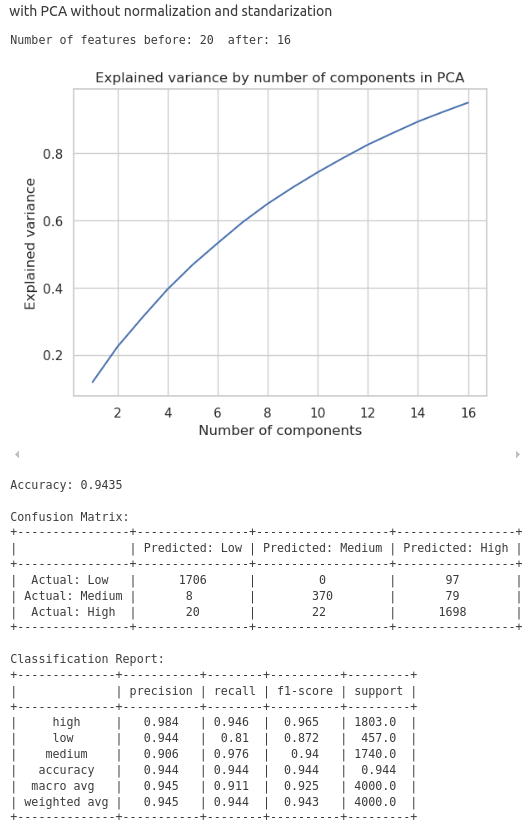 with PCA without normalization and standarization
Number of features before: 20  after: 16
Explained variance by number of components in PCA
Explained variance
0.8
0.6
0.4
0.2
2 4 6 8 10 12 14 16
Number of components
Accuracy: 0.9435
Confusion Matrix:
+---------------+----------------+------------------+-----------------+
|               | Predicted: Low | Predicted: Medium | Predicted: High |
+---------------+----------------+------------------+-----------------+
|  Actual: Low  |      1706      |         0         |       97        |
| Actual: Medium |       8        |        370        |       79        |
|  Actual: High |       20       |        22         |      1698       |
+---------------+----------------+------------------+-----------------+
Classification Report:
+--------------+-----------+--------+----------+---------+
|              | precision | recall | f1-score | support |
+--------------+-----------+--------+----------+---------+
|     high     |   0.984   | 0.946  |  0.965   | 1803.0  |
|     low      |   0.944   |  0.81  |  0.872   |  457.0  |
|    medium    |   0.906   | 0.976  |   0.94   | 1740.0  |
|   accuracy   |   0.944   | 0.944  |  0.944   |  0.944  |
|  macro avg   |   0.945   | 0.911  |  0.925   | 4000.0  |
| weighted avg |   0.945   | 0.944  |  0.943   | 4000.0  |
+--------------+-----------+--------+----------+---------+